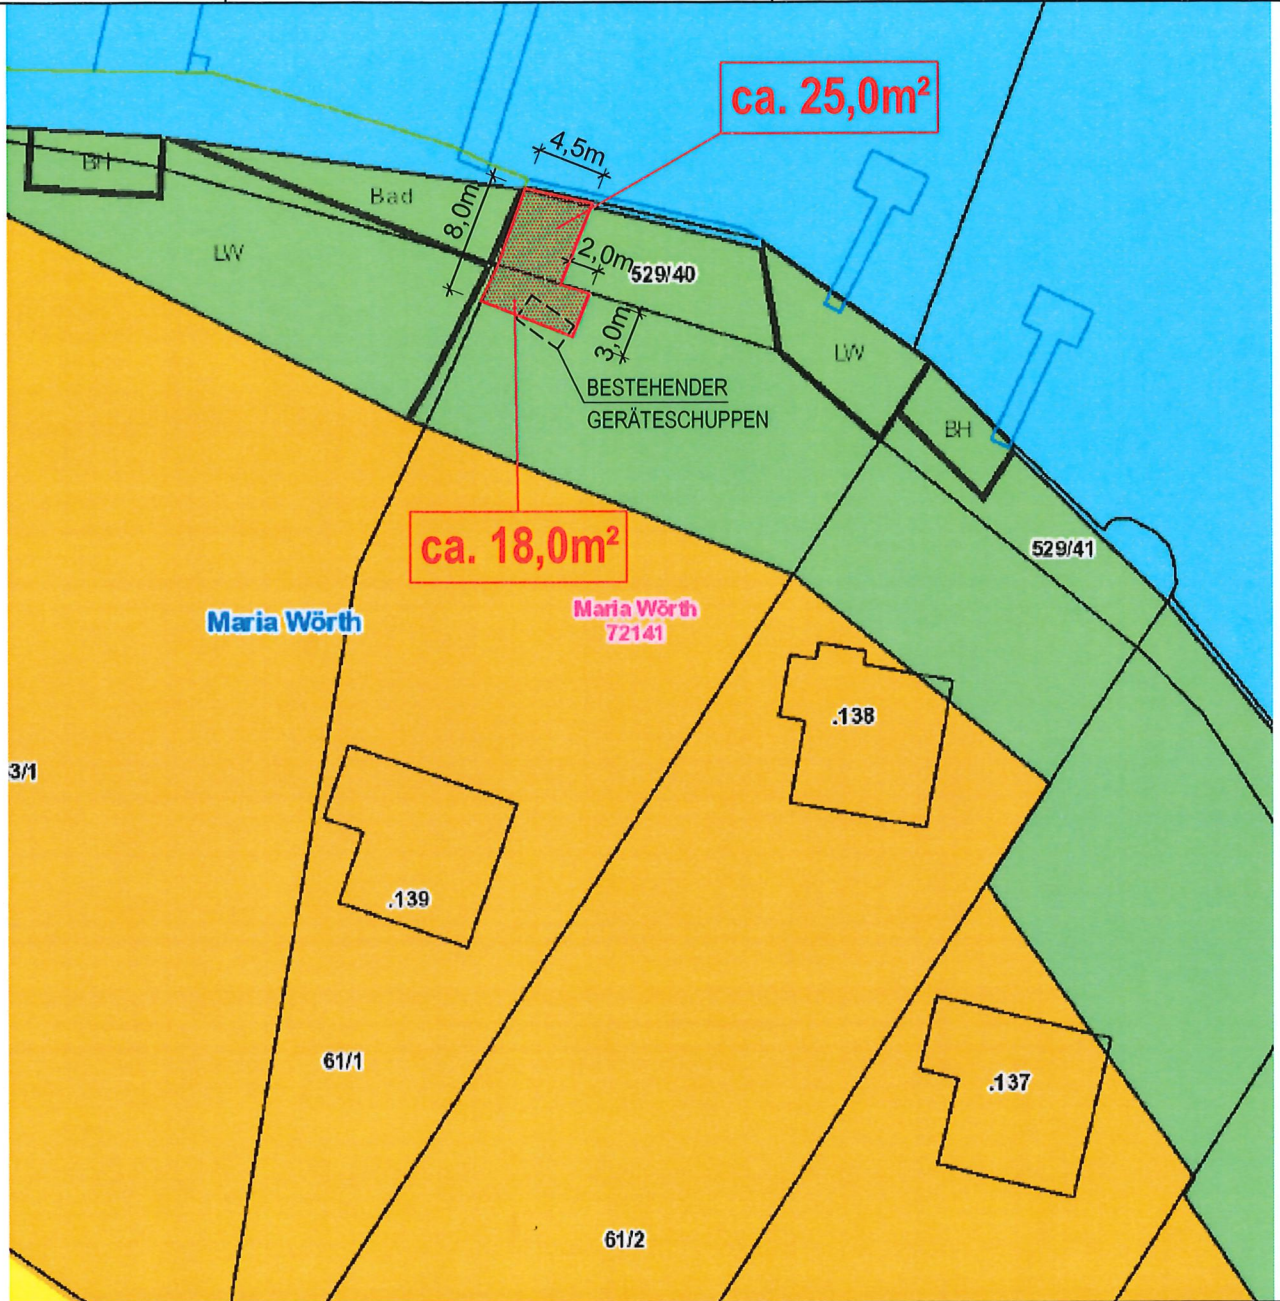 ca. 25,0m²
4,5m
BH
Bad
8,0m
LW
2,0m
529/40
3,0m
LW
BESTEHENDER
GERÄTESCHUPPEN
BH
ca. 18,0m²
529/41
Maria Wörth
Maria Wörth
72141
.138
3/1
.139
61/1
.137
61/2